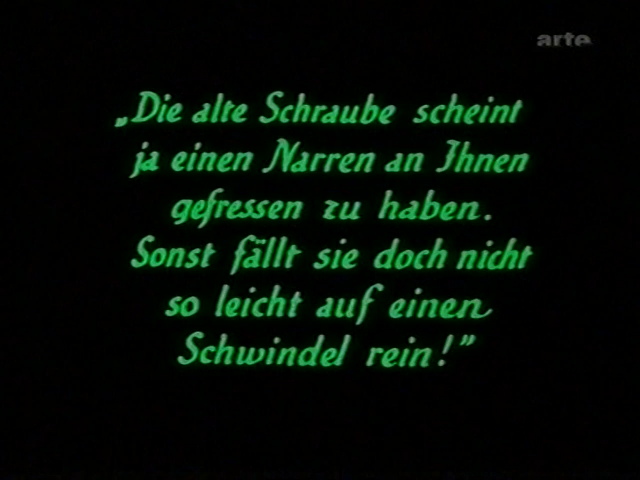 arte
„Die alte Schraube scheint
ja einen Narren an Ihnen
gefressen zu haben.
Sonst fällt sie doch nicht
so leicht auf einen
Schwindel rein!”